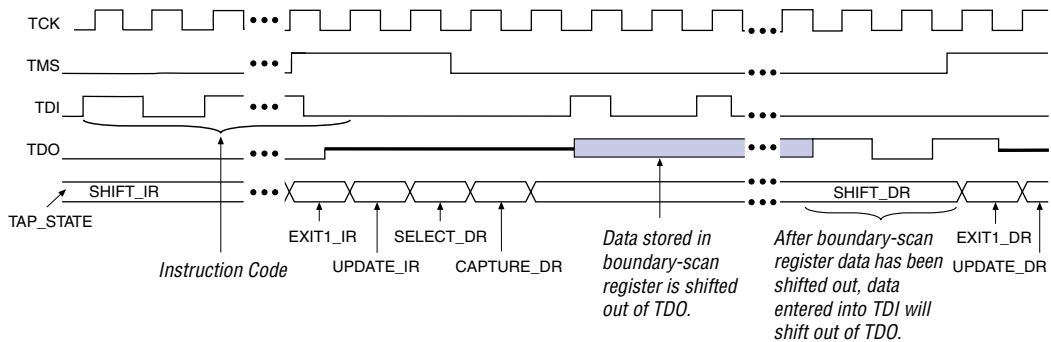 TCK
TMS
TDI
TDO
SHIFT_IR
SHIFT_DR
TAP_STATE
EXIT1_IR
SELECT_DR
EXIT1_DR
UPDATE_IR
CAPTURE_DR
UPDATE_DR
Instruction Code
Data stored in
boundary-scan
register is shifted
out of TDO.
After boundary-scan
register data has been
shifted out, data
entered into TDI will
shift out of TDO.